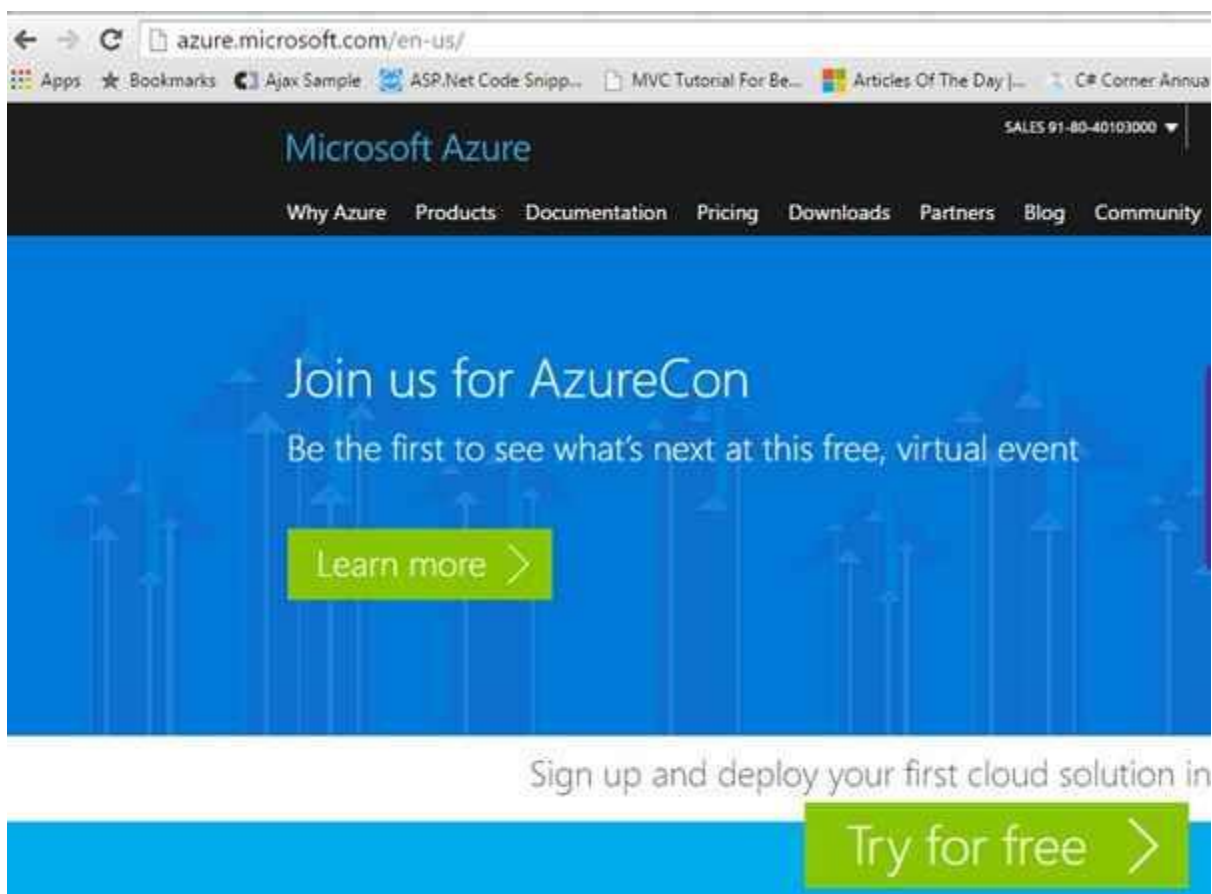 azure.microsoft.com/en-us/
Apps Bookmarks Ajax Sample ASP.Net Code Snipp... MVC Tutorial For Be... Articles Of The Day |... C# Corner Annua
SALES 91-80-40103000
Microsoft Azure
Why Azure Products Documentation Pricing Downloads Partners Blog Community
Join us for AzureCon
Be the first to see what's next at this free, virtual event
Learn more
Sign up and deploy your first cloud solution in
Try for free